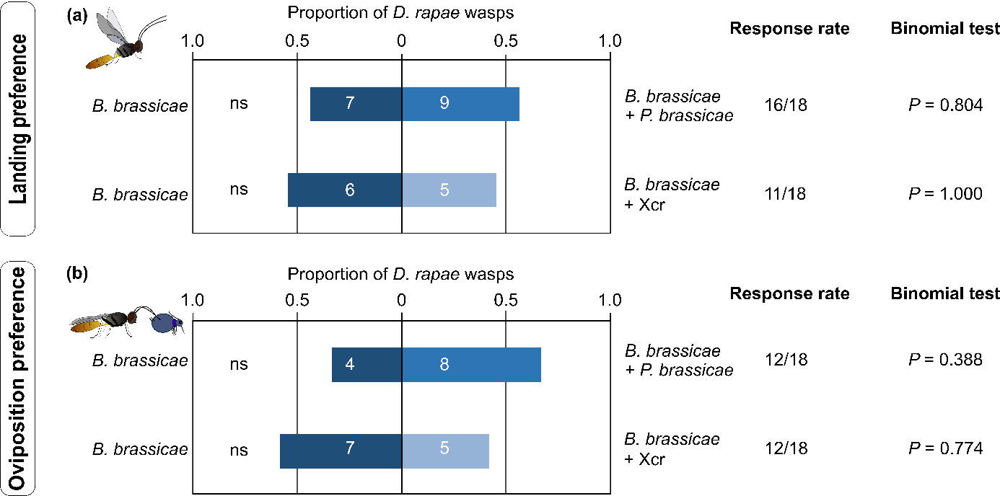 Landing preference
(a)
Proportion of D. rapae wasps
1.0 0.5 0 0.5 1.0
Response rate Binomial test
B. brassicae ns 7 9 B. brassicae
+ P. brassicae 16/18 P = 0.804
B. brassicae ns 6 5 B. brassicae
+ Xcr 11/18 P = 1.000
Oviposition preference
(b)
Proportion of D. rapae wasps
1.0 0.5 0 0.5 1.0
Response rate Binomial test
B. brassicae ns 4 8 B. brassicae
+ P. brassicae 12/18 P = 0.388
B. brassicae ns 7 5 B. brassicae
+ Xcr 12/18 P = 0.774